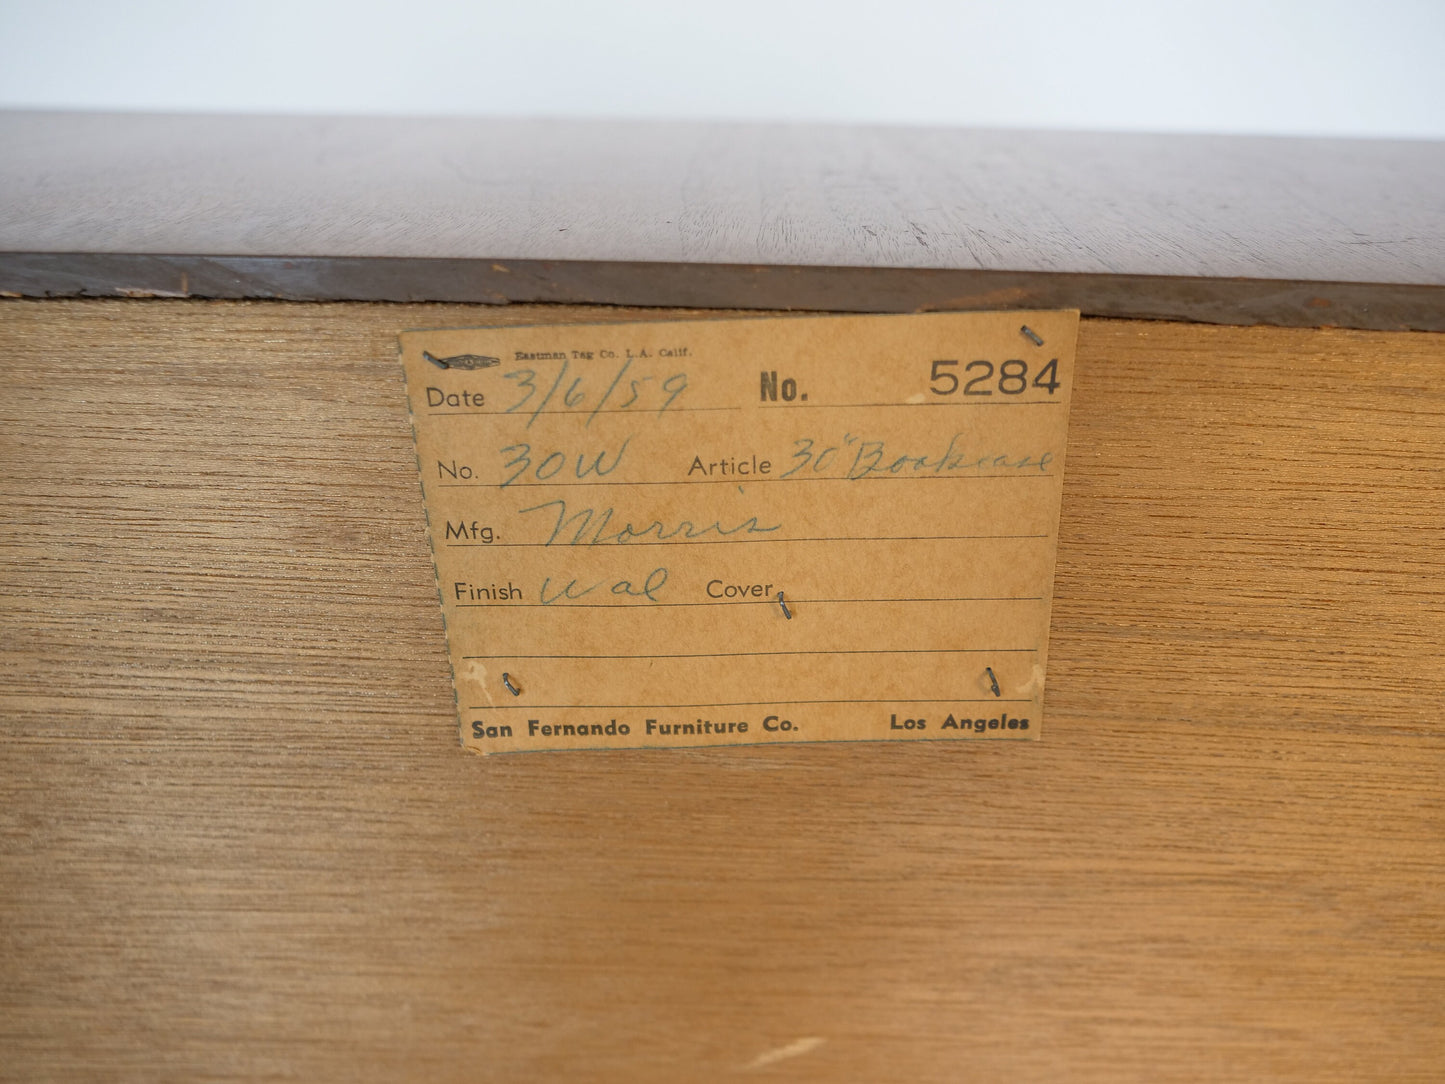 Eastman Tag Co. L.A. Calif.
Date 3/6/59 No. 5284
No. 30W Article 30" Bookcase
Mfg. Morris
Finish Wal Cover
San Fernando Furniture Co. Los Angeles